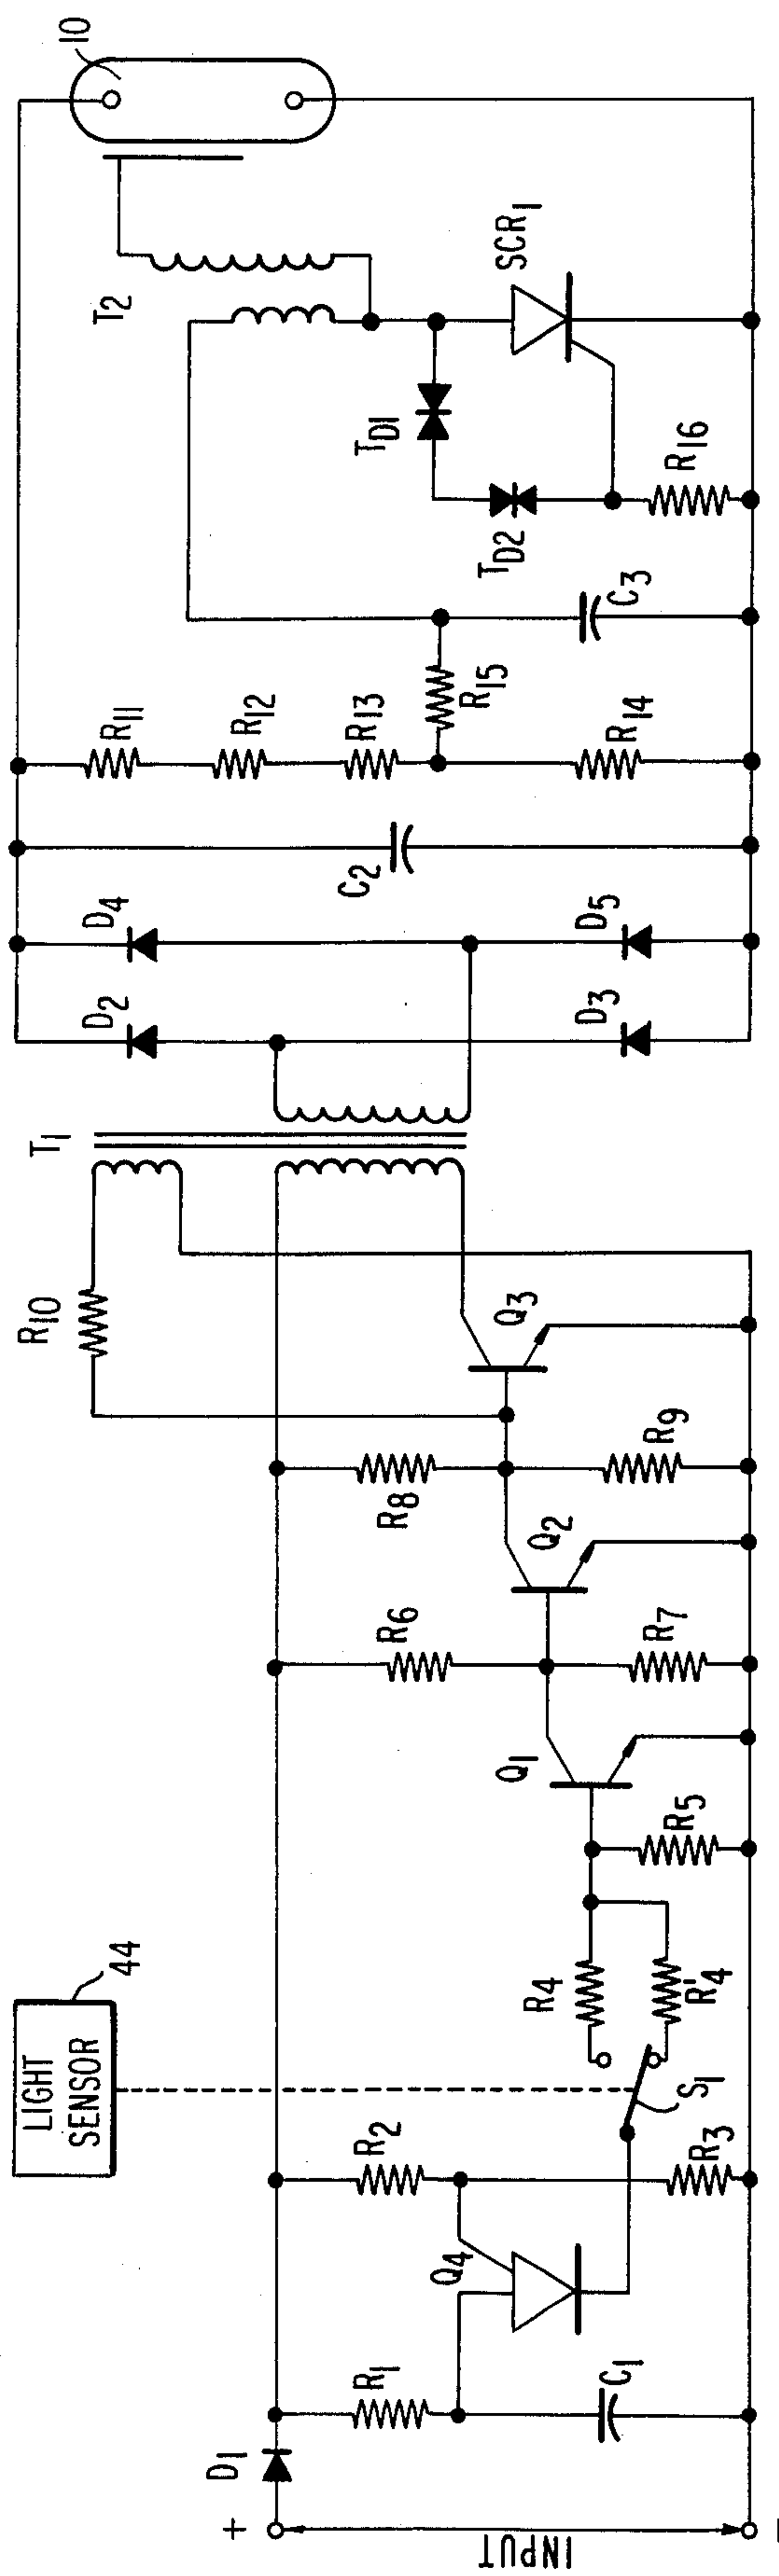 LIGHT
SENSOR
44
+
INPUT
−
D1
R1
C1
Q4
R2
R3
S1
R4
R'4
R5
Q1
R6
R7
Q2
R8
R9
Q3
R10
T1
D2
D3
D4
D5
C2
R11
R12
R13
R14
R15
C3
TD1
TD2
R16
SCR1
T2
10